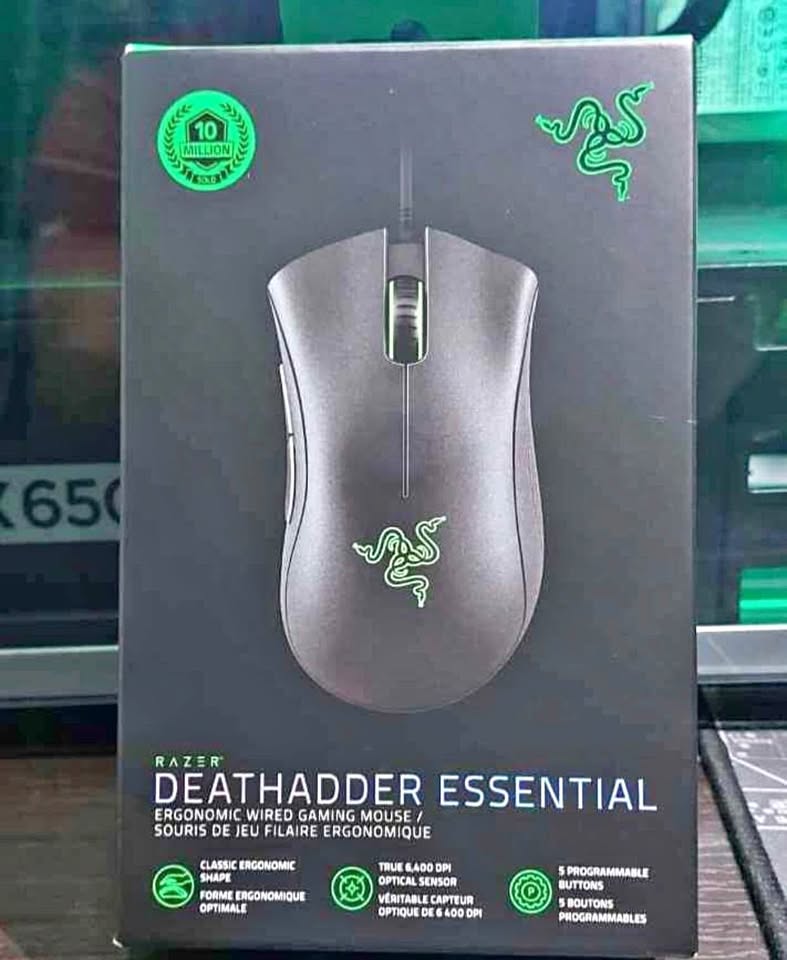 10
MILLION
SOLD
X650
RAZER
DEATHADDER ESSENTIAL
ERGONOMIC WIRED GAMING MOUSE /
SOURIS DE JEU FILAIRE ERGONOMIQUE
CLASSIC ERGONOMIC
SHAPE
FORME ERGONOMIQUE
OPTIMALE
TRUE 6,400 DPI
OPTICAL SENSOR
VÉRITABLE CAPTEUR
OPTIQUE DE 6 400 DPI
P
5 PROGRAMMABLE
BUTTONS
5 BOUTONS
PROGRAMMABLES